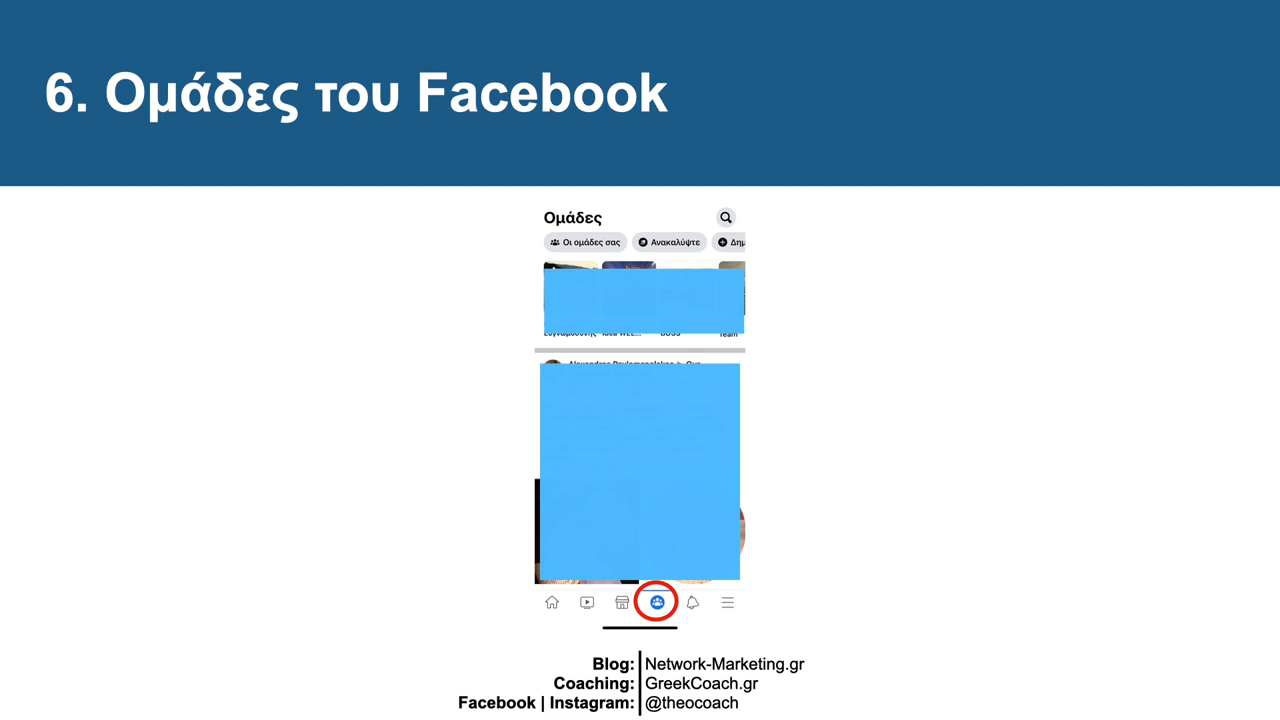 6. Ομάδες του Facebook
Ομάδες
Οι ομάδες σας
Ανακαλύψτε
Δημ
Blog: Network-Marketing.gr
Coaching: GreekCoach.gr
Facebook | Instagram: @theocoach